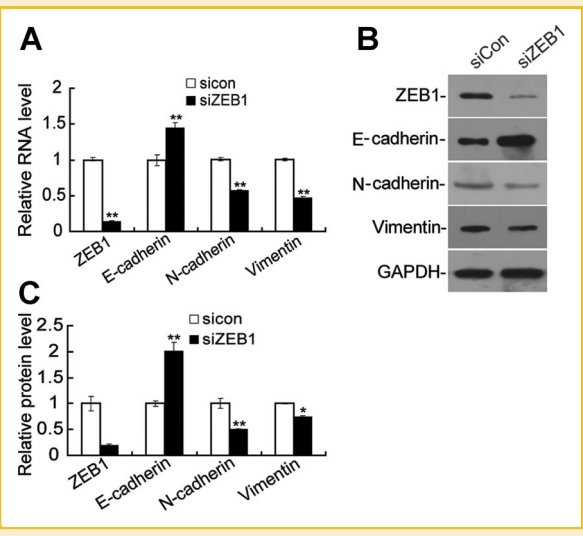 A
Relative RNA level
2
1.5
1
0.5
0
sicon
siZEB1
**
**
**
**
ZEB1
E-cadherin
N-cadherin
Vimentin
B
siCon
siZEB1
ZEB1-
E-cadherin-
N-cadherin-
Vimentin-
GAPDH-
C
Relative protein level
2.5
2
1.5
1
0.5
0
sicon
siZEB1
**
**
*
ZEB1
E-cadherin
N-cadherin
Vimentin